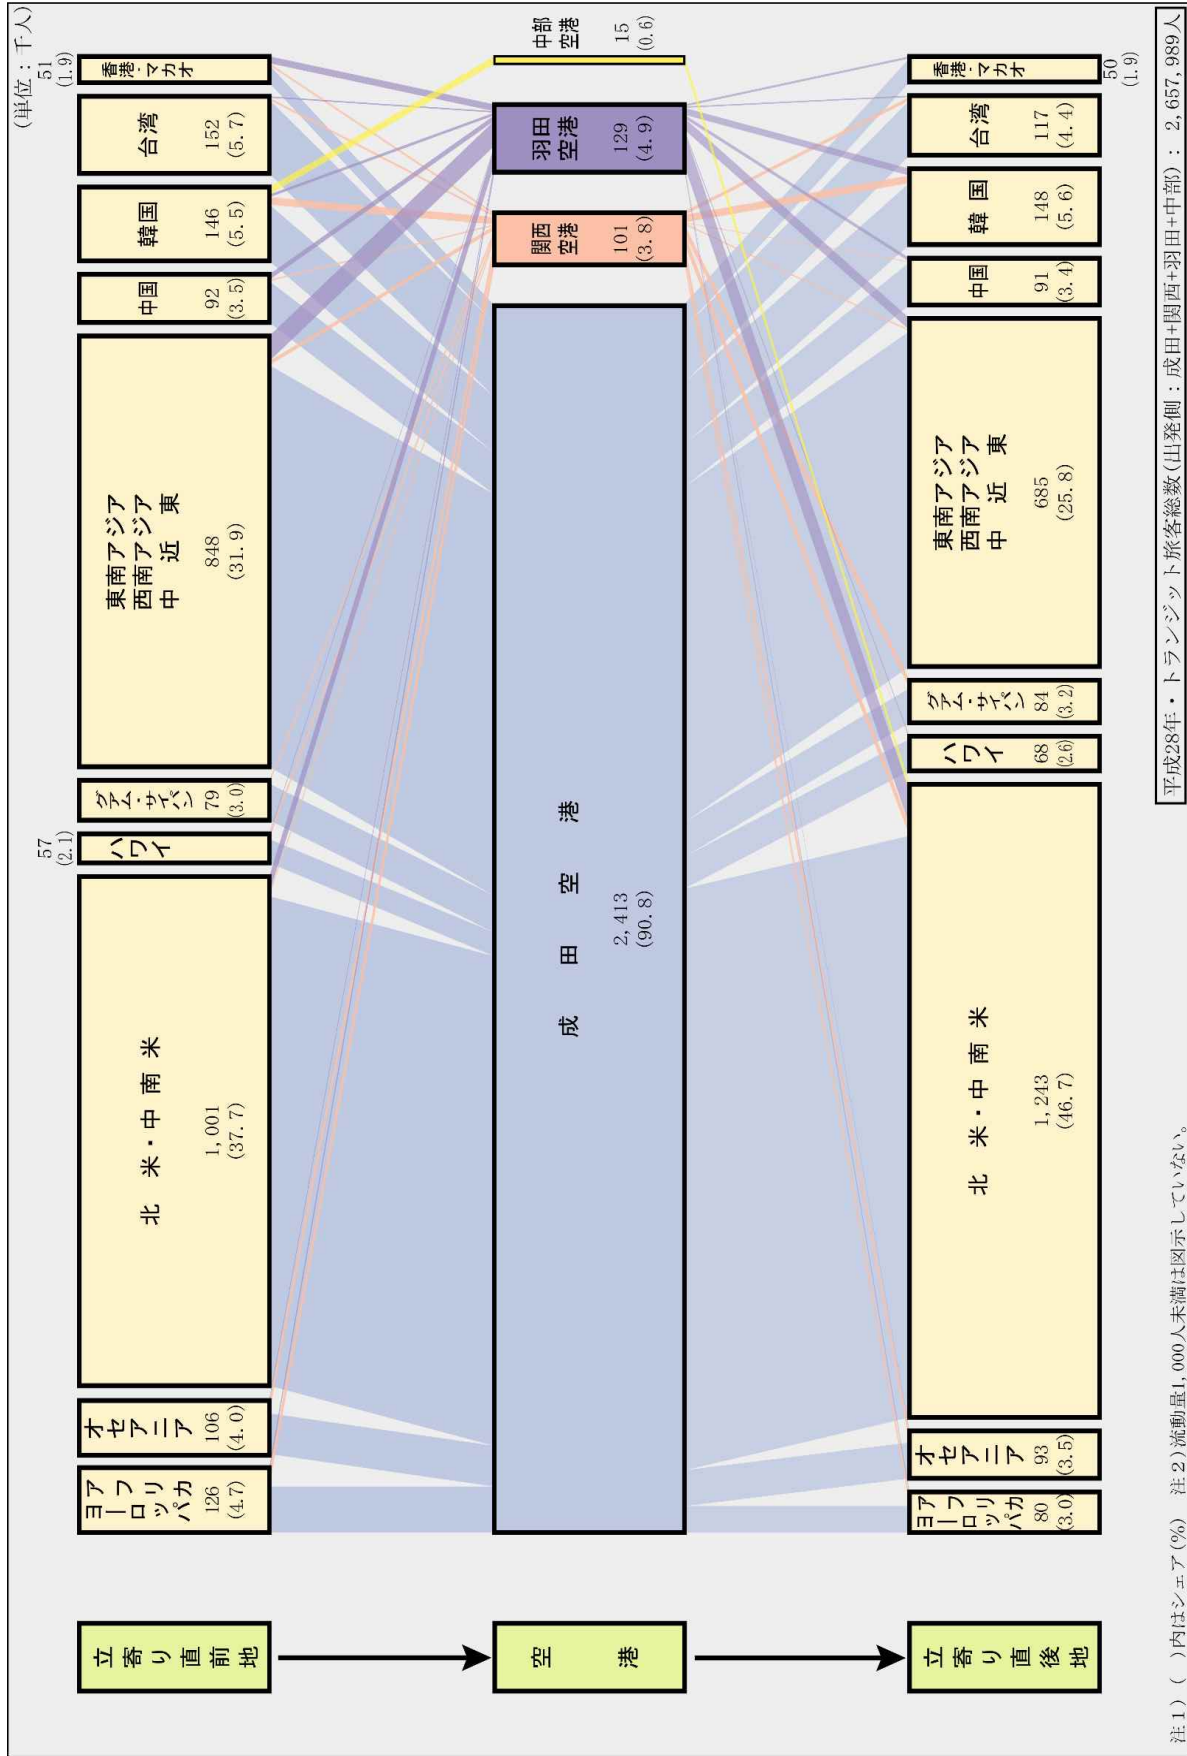 (単位：千人)
立寄り直前地
ヨーロッパ
アフリカ
126
(4.7)
オセアニア
106
(4.0)
北米・中南米
1,001
(37.7)
57
(2.1)
ハワイ
グアム・サイパン
79
(3.0)
東南アジア
西南アジア
中近東
848
(31.9)
中国
92
(3.5)
韓国
146
(5.5)
台湾
152
(5.7)
51
(1.9)
香港・マカオ
空港
成田空港
2,413
(90.8)
関西
空港
101
(3.8)
羽田
空港
129
(4.9)
中部
空港
15
(0.6)
立寄り直後地
ヨーロッパ
アフリカ
80
(3.0)
オセアニア
93
(3.5)
北米・中南米
1,243
(46.7)
ハワイ
68
(2.6)
グアム・サイパン
84
(3.2)
東南アジア
西南アジア
中近東
685
(25.8)
中国
91
(3.4)
韓国
148
(5.6)
台湾
117
(4.4)
香港・マカオ
50
(1.9)
平成28年・トランジット旅客総数(出発側：成田+関西+羽田+中部)：2,657,989人
注1)( )内はシェア(%) 注2)流動量1,000人未満は図示していない。